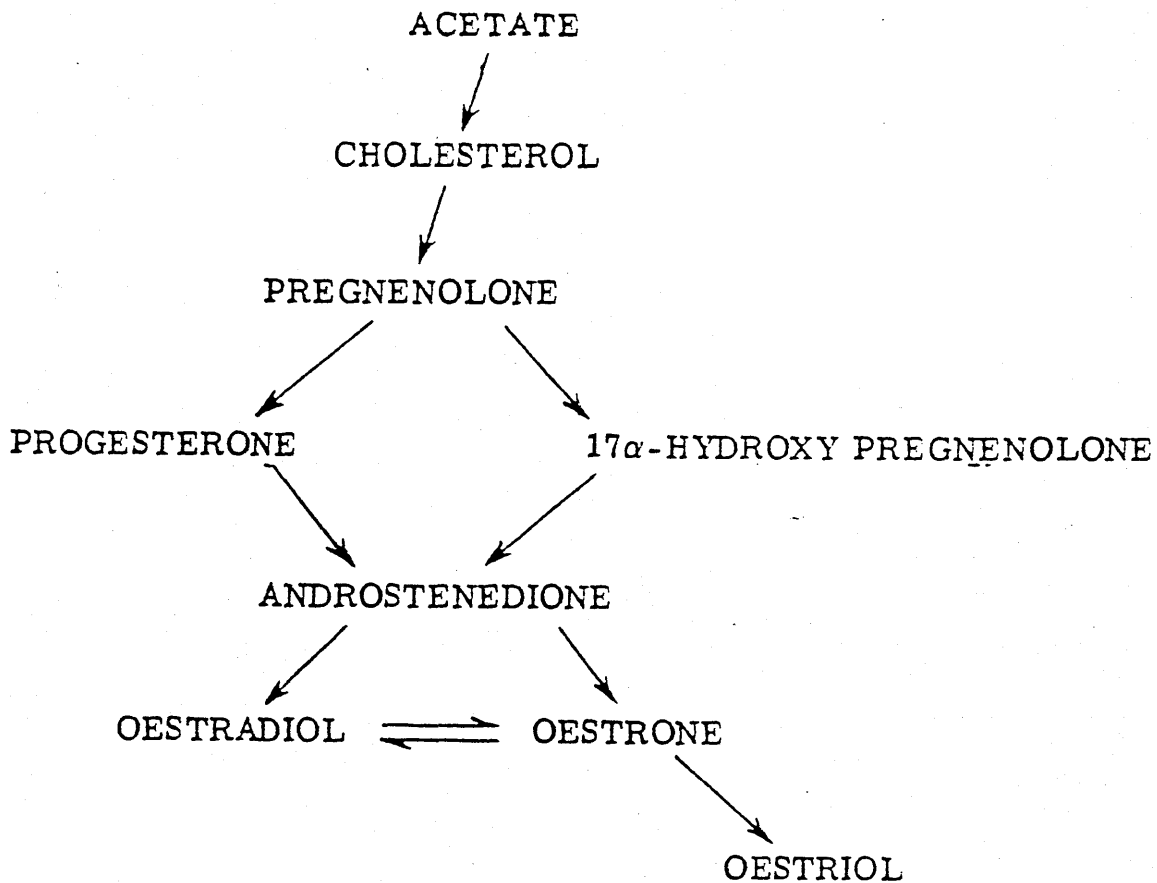 ACETATE
CHOLESTEROL
PREGNENOLONE
PROGESTERONE
17α-HYDROXY PREGNENOLONE
ANDROSTENEDIONE
OESTRADIOL
OESTRONE
OESTRIOL